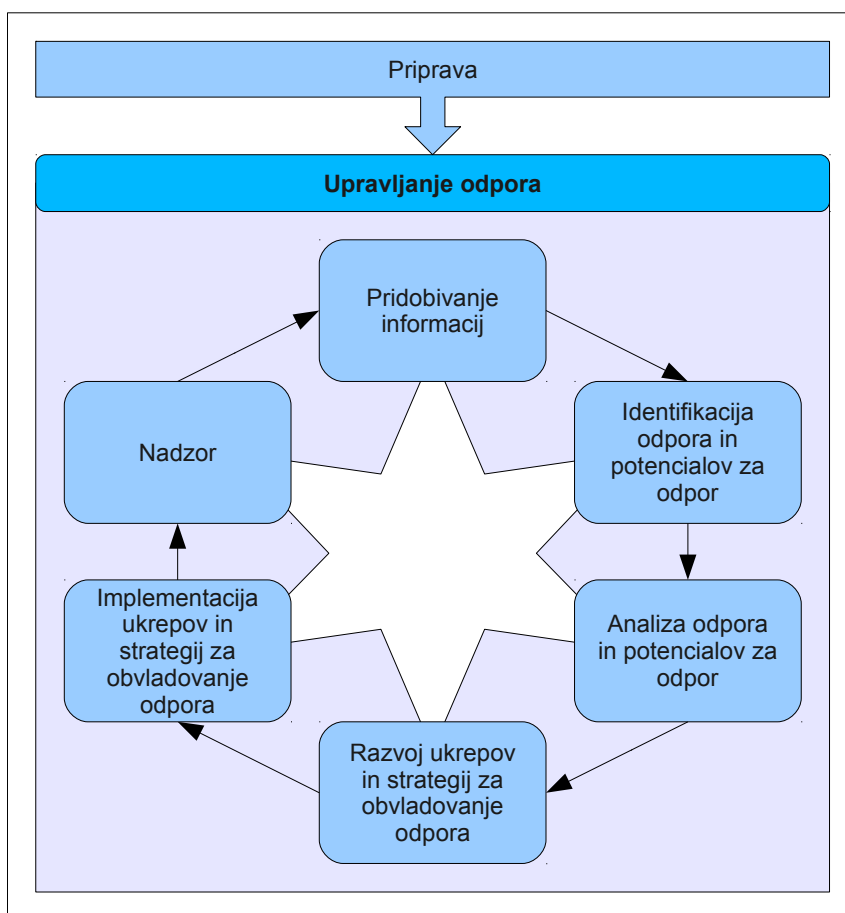 Priprava
Upravljanje odpora
Pridobivanje
informacij
Identifikacija
odpora in
potencialov za
odpor
Analiza odpora
in potencialov za
odpor
Razvoj ukrepov
in strategij za
obvladovanje
odpora
Implementacija
ukrepov in
strategij za
obvladovanje
odpora
Nadzor